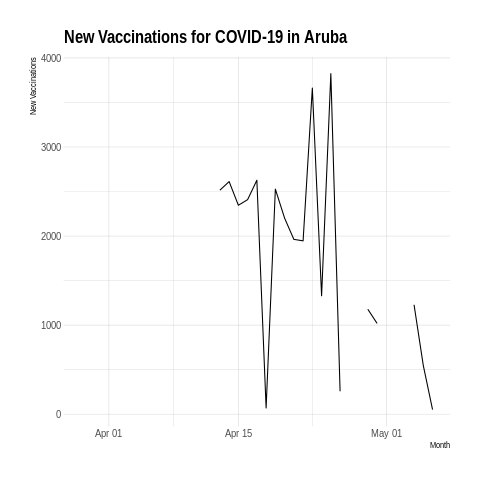 New Vaccinations for COVID-19 in Aruba
New Vaccinations
4000
3000
2000
1000
0
Apr 01
Apr 15
May 01
Month